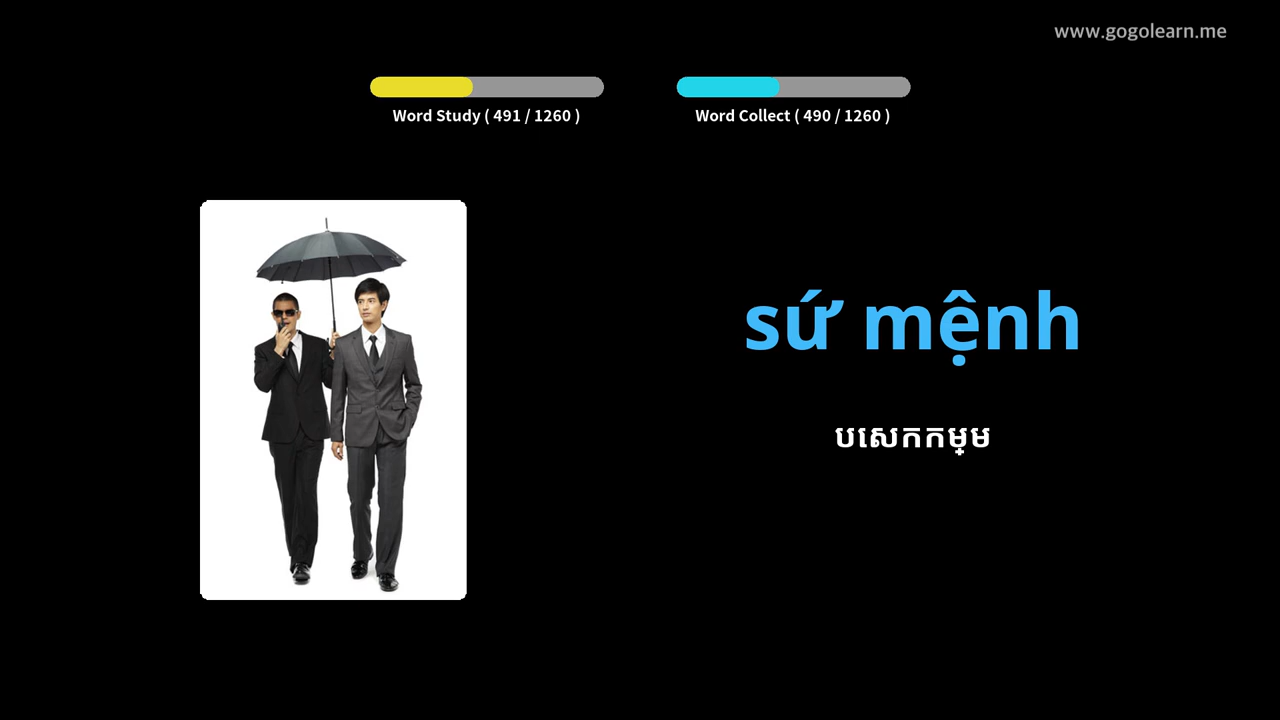 www.gogolearn.me
Word Study ( 491 / 1260 )
Word Collect ( 490 / 1260 )
sứ mệnh
បសេកកម្ម